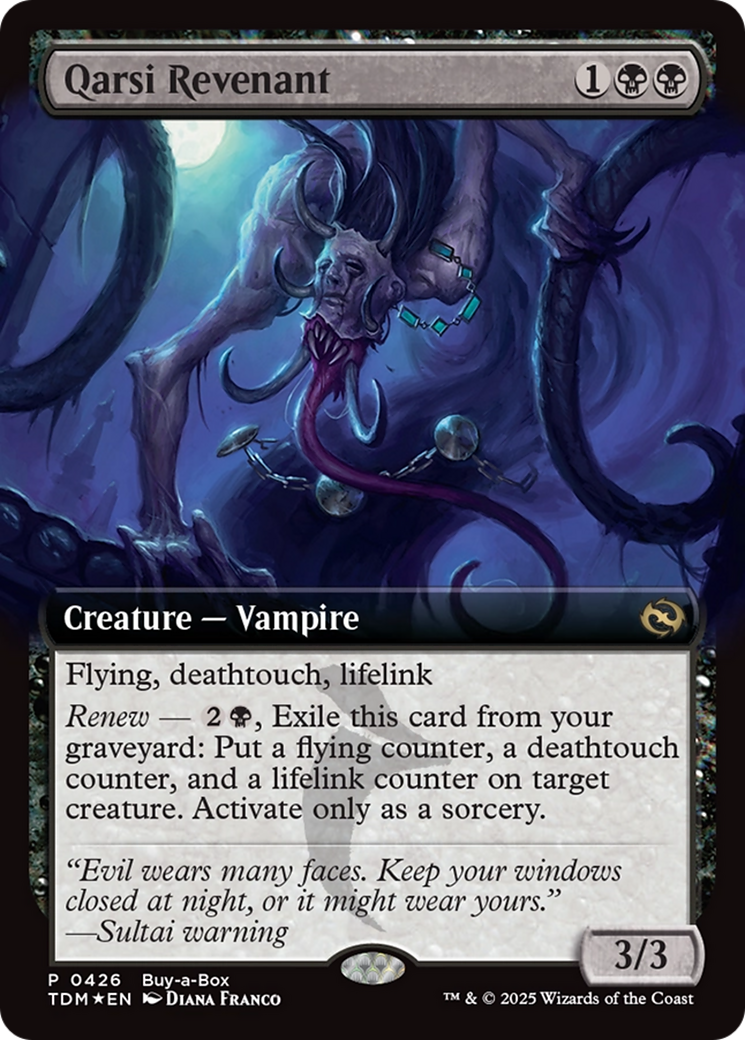 Qarsi Revenant 1
Creature — Vampire
Flying, deathtouch, lifelink
Renew — 2, Exile this card from your
graveyard: Put a flying counter, a deathtouch
counter, and a lifelink counter on target
creature. Activate only as a sorcery.
“Evil wears many faces. Keep your windows
closed at night, or it might wear yours.”
—Sultai warning
3/3
P 0426 Buy-a-Box
TDM★EN Diana Franco ™ & © 2025 Wizards of the Coast